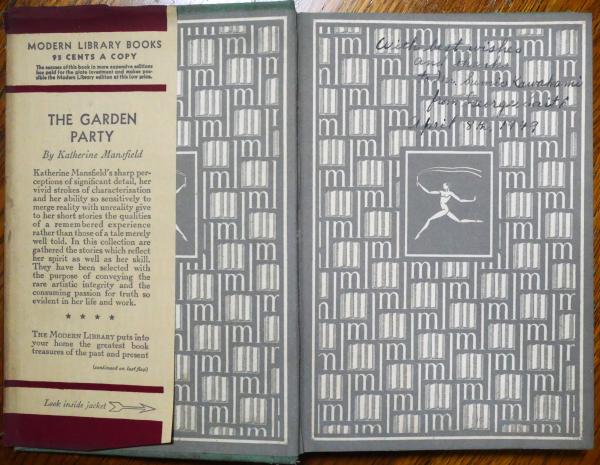 MODERN LIBRARY BOOKS
95 CENTS A COPY
The success of this book in more expensive editions
has paid for the plate investment and makes pos-
sible the Modern Library edition at this low price.
THE GARDEN
PARTY
By Katherine Mansfield
Katherine Mansfield's sharp per-
ceptions of significant detail, her
vivid strokes of characterization
and her ability so sensitively to
merge reality with unreality give
to her short stories the qualities
of a remembered experience
rather than those of a tale merely
well told. In this collection are
gathered the stories which reflect
her spirit as well as her skill.
They have been selected with
the purpose of conveying the
rare artistic integrity and the
consuming passion for truth so
evident in her life and work.
★ ★ ★ ★
THE MODERN LIBRARY puts into
your home the greatest book
treasures of the past and present
(continued on last flap)
Look inside jacket
With best wishes
and thanks
to Kawakami
from George
April 8th, 1949